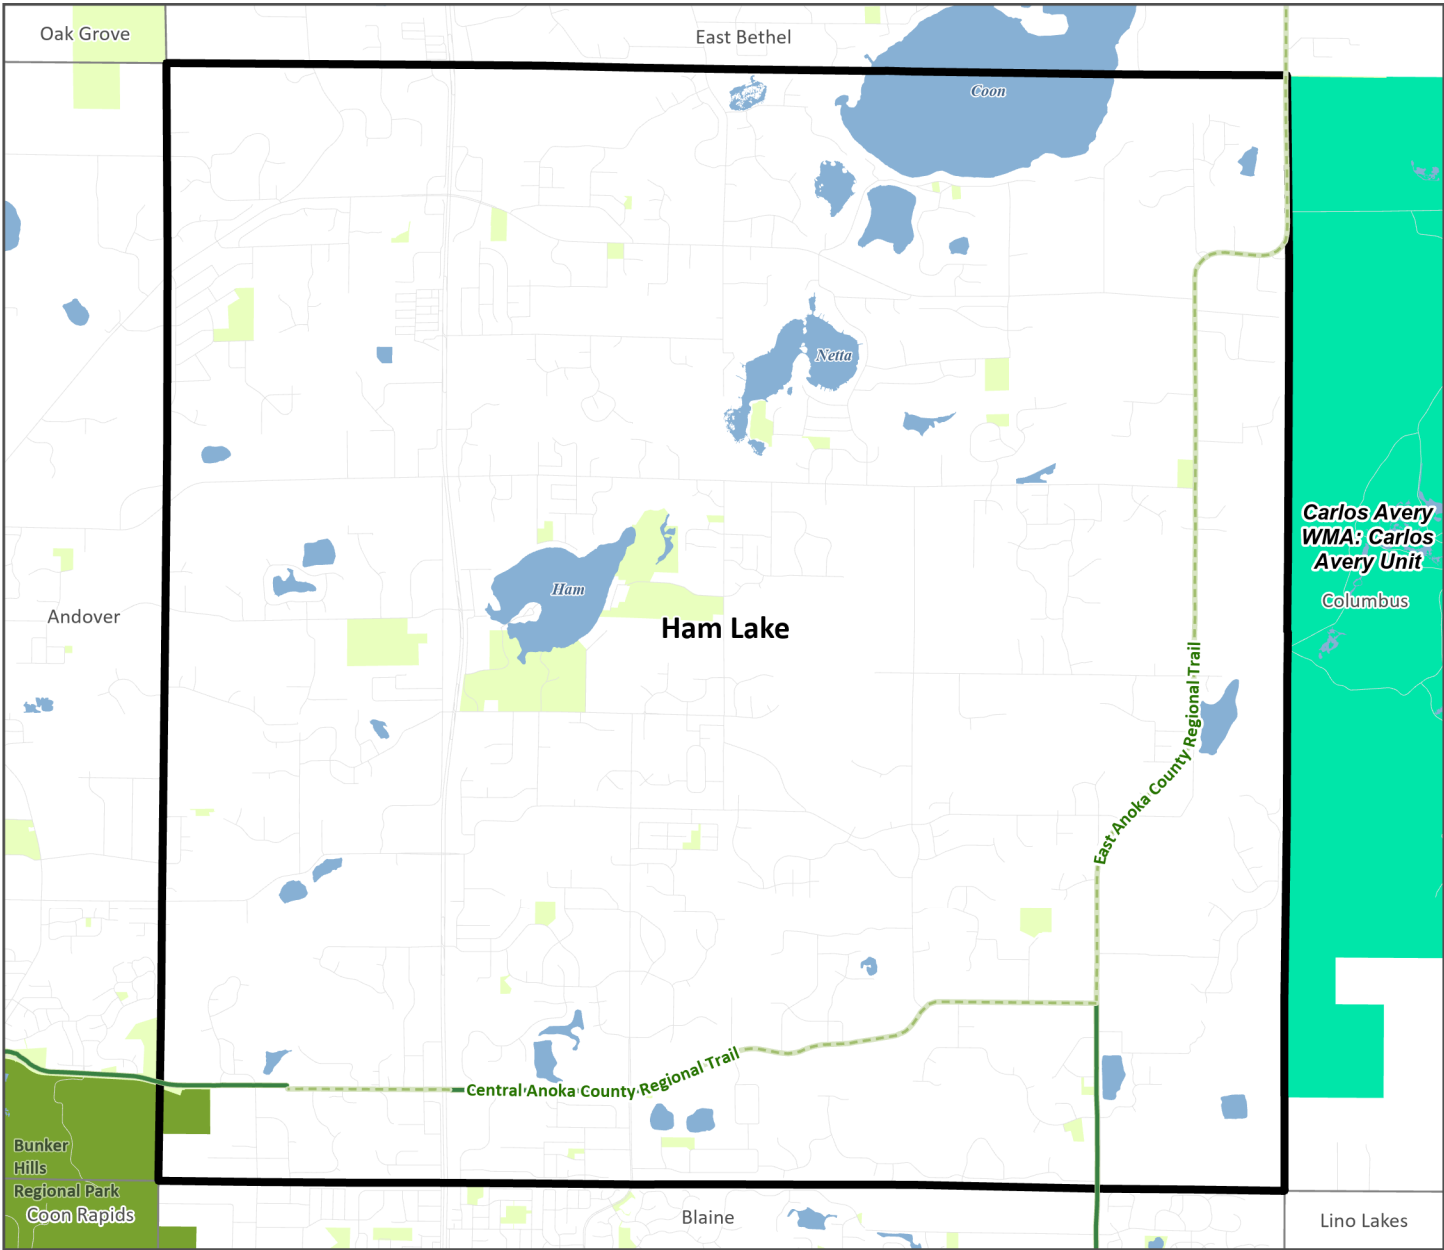 Oak Grove
East Bethel
Coon
Netta
Carlos Avery
WMA: Carlos
Avery Unit
Columbus
Ham
Andover
Ham Lake
East Anoka County Regional Trail
Central Anoka County Regional Trail
Bunker
Hills
Regional Park
Coon Rapids
Blaine
Lino Lakes